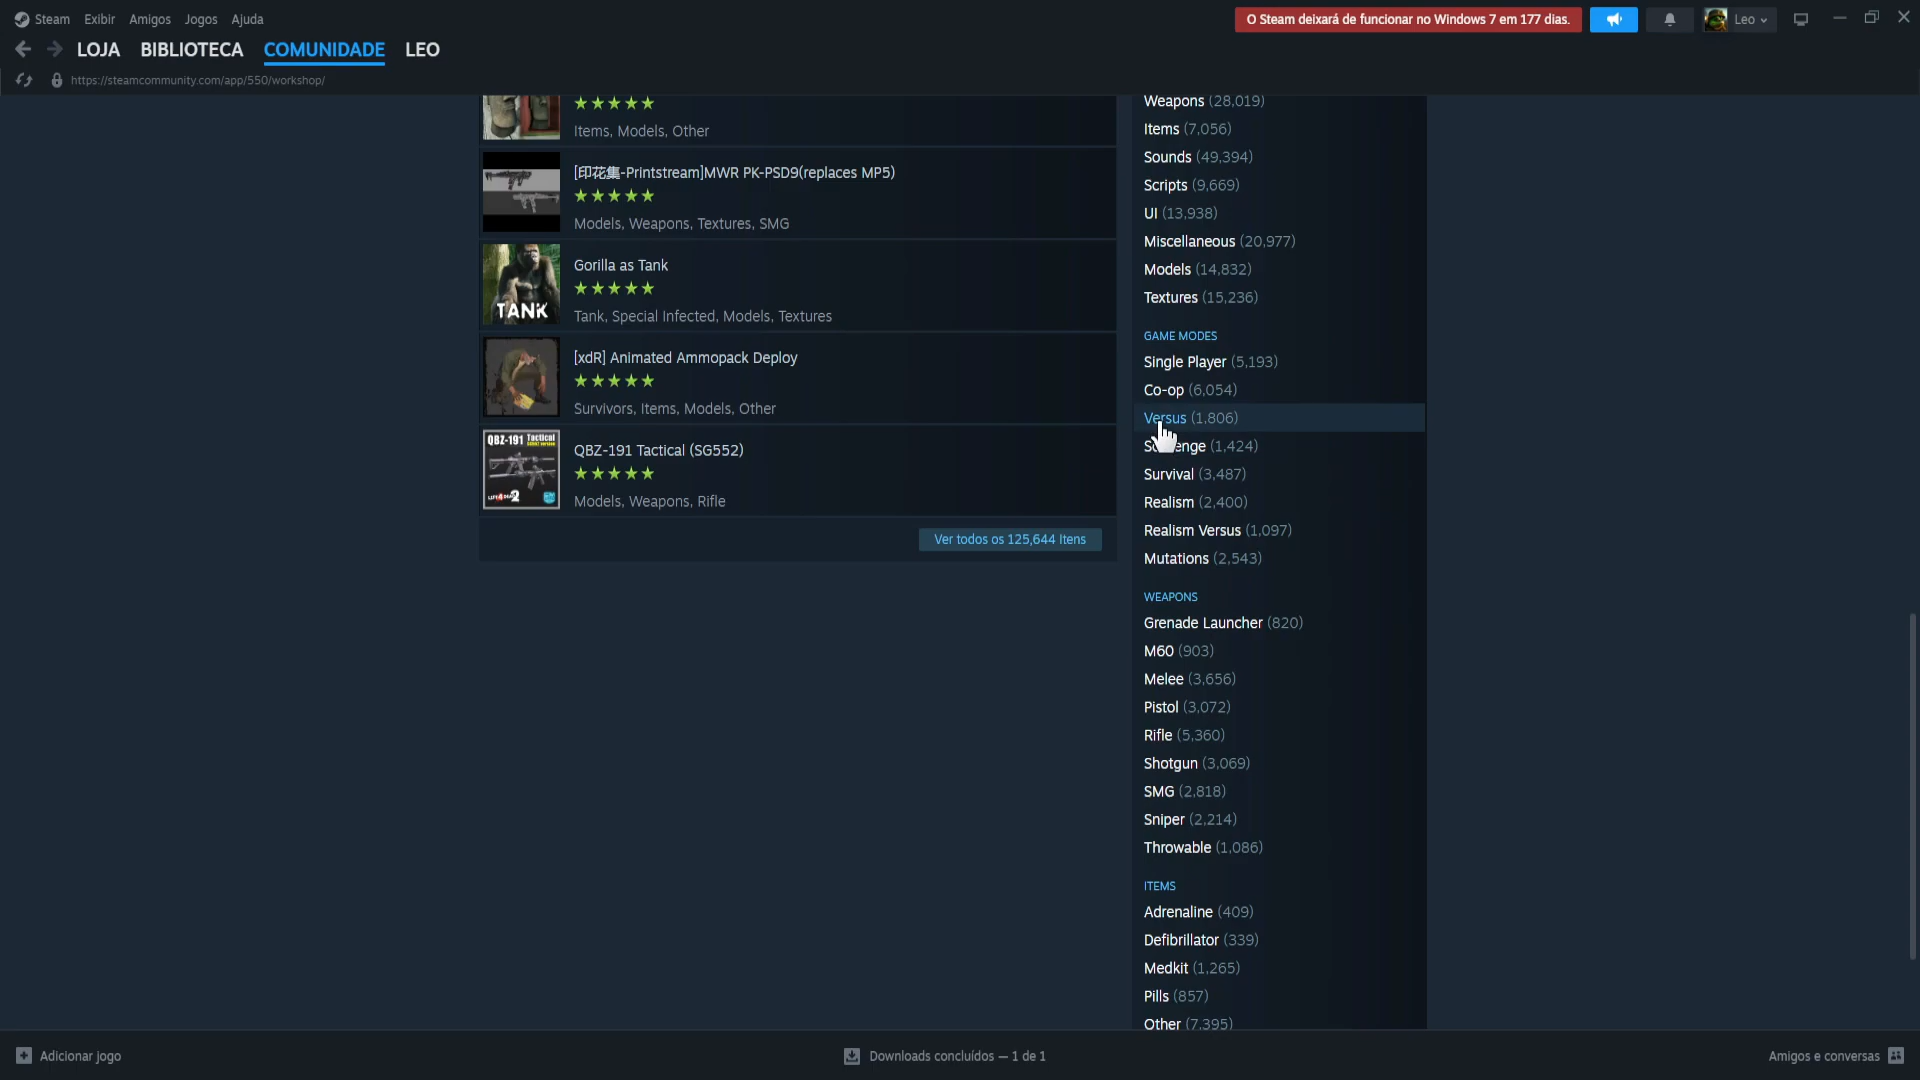 Steam Exibir Amigos Jogos Ajuda
O Steam deixará de funcionar no Windows 7 em 177 dias.
Leo
LOJA BIBLIOTECA COMUNIDADE LEO
https://steamcommunity.com/app/550/workshop/
Items, Models, Other
[印花集-Printstream]MWR PK-PSD9(replaces MP5)
Models, Weapons, Textures, SMG
TANK
Gorilla as Tank
Tank, Special Infected, Models, Textures
[xdR] Animated Ammopack Deploy
Survivors, Items, Models, Other
QBZ-191 Tactical
LEFT 4 DEAD 2
QBZ-191 Tactical (SG552)
Models, Weapons, Rifle
Ver todos os 125,644 Itens
Weapons (28,019)
Items (7,056)
Sounds (49,394)
Scripts (9,669)
UI (13,938)
Miscellaneous (20,977)
Models (14,832)
Textures (15,236)
GAME MODES
Single Player (5,193)
Co-op (6,054)
Versus (1,806)
(1,424)
Survival (3,487)
Realism (2,400)
Realism Versus (1,097)
Mutations (2,543)
WEAPONS
Grenade Launcher (820)
M60 (903)
Melee (3,656)
Pistol (3,072)
Rifle (5,360)
Shotgun (3,069)
SMG (2,818)
Sniper (2,214)
Throwable (1,086)
ITEMS
Adrenaline (409)
Defibrillator (339)
Medkit (1,265)
Pills (857)
Other (7,395)
Adicionar jogo
Downloads concluídos — 1 de 1
Amigos e conversas